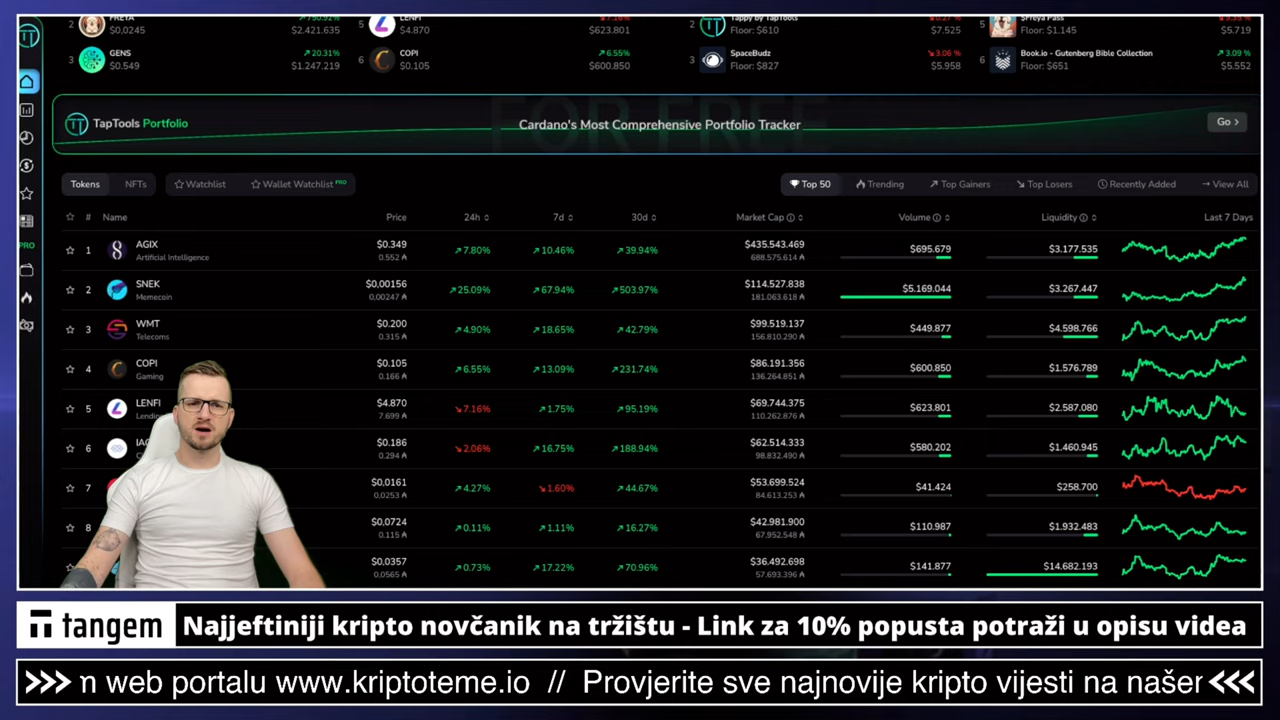 2 FREYA 750.92% 5 LENFI 7.16% 2 Tappy by TapTools 0.27% 5 $Freya Pass 9.35%
$0,0245 $2.421.635 $4.870 $623.801 Floor: $610 $7.525 Floor: $1.145 $5.719
3 GENS 20.31% 6 COPI 6.55% 3 SpaceBudz 3.06 % 6 Book.io - Gutenberg Bible Collection 3.09 %
$0.549 $1.247.219 $0.105 $600.850 Floor: $827 $5.958 Floor: $651 $5.552
FOR FREE
TapTools Portfolio Cardano's Most Comprehensive Portfolio Tracker Go >
Tokens NFTs Watchlist Wallet Watchlist PRO Top 50 Trending Top Gainers Top Losers Recently Added View All
# Name Price 24h 7d 30d Market Cap Volume Liquidity Last 7 Days
PRO
1 AGIX $0.349 7.80% 10.46% 39.94% $435.543.469 $695.679 $3.177.535
Artificial Intelligence 0.552 ₳ 688.575.614 ₳
2 SNEK $0,00156 25.09% 67.94% 503.97% $114.527.838 $5.169.044 $3.267.447
Memecoin 0,00247 ₳ 181.063.618 ₳
3 WMT $0.200 4.90% 18.65% 42.79% $99.519.137 $449.877 $4.598.766
Telecoms 0.315 ₳ 156.810.290 ₳
4 COPI $0.105 6.55% 13.09% 231.74% $86.191.356 $600.850 $1.576.789
Gaming 0.166 ₳ 136.264.851 ₳
5 LENFI $4.870 7.16% 1.75% 95.19% $69.744.375 $623.801 $2.587.080
7.699 ₳ 110.262.876 ₳
6 $0.186 2.06% 16.75% 188.94% $62.514.333 $580.202 $1.460.945
0.294 ₳ 98.832.490 ₳
7 $0.0161 4.27% 1.60% 44.67% $53.699.524 $41.424 $258.700
0.0253 ₳ 84.613.253 ₳
8 $0.0724 0.11% 1.11% 16.27% $42.981.900 $110.987 $1.932.483
0.115 ₳ 67.952.548 ₳
$0.0357 0.73% 17.22% 70.96% $36.492.698 $141.877 $14.682.193
0.0565 ₳ 57.693.396 ₳
tangem Najjeftiniji kripto novčanik na tržištu - Link za 10% popusta potraži u opisu videa
>>> n web portalu www.kriptoteme.io // Provjerite sve najnovije kripto vijesti na našer <<<